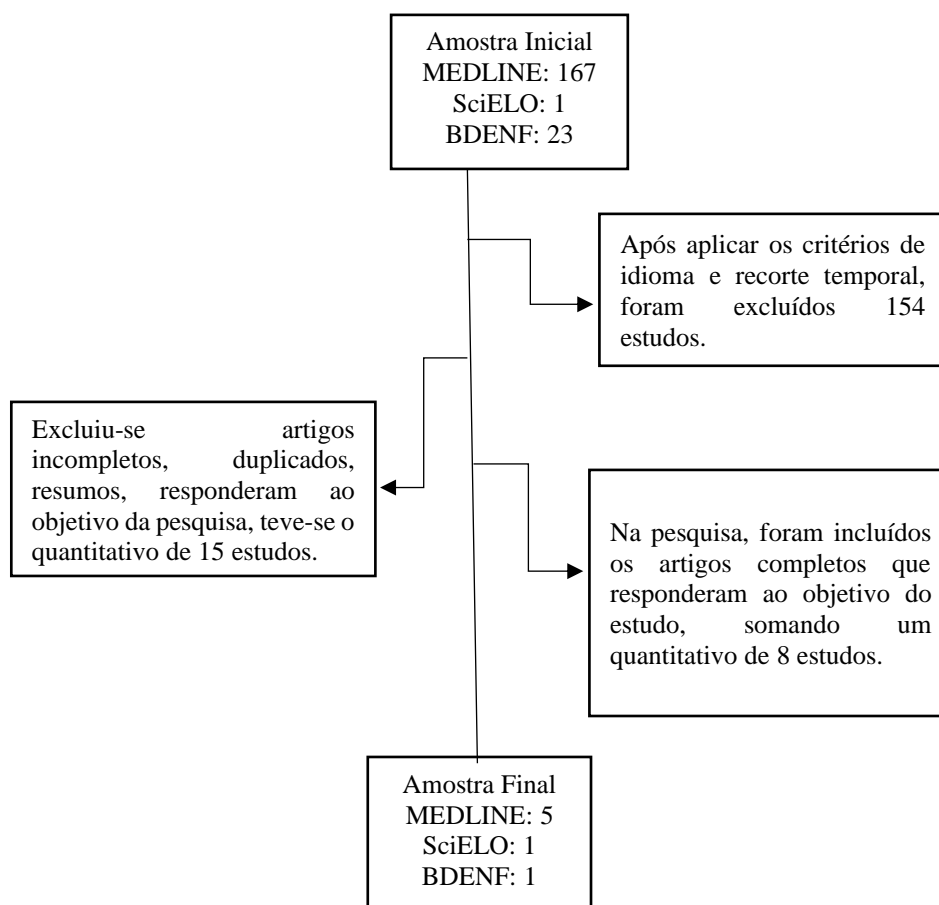 Amostra Inicial
MEDLINE: 167
SciELO: 1
BDENF: 23
Após aplicar os critérios de
idioma e recorte temporal,
foram excluídos 154
estudos.
Excluiu-se artigos
incompletos, duplicados,
resumos, responderam ao
objetivo da pesquisa, teve-se o
quantitativo de 15 estudos.
Na pesquisa, foram incluídos
os artigos completos que
responderam ao objetivo do
estudo, somando um
quantitativo de 8 estudos.
Amostra Final
MEDLINE: 5
SciELO: 1
BDENF: 1